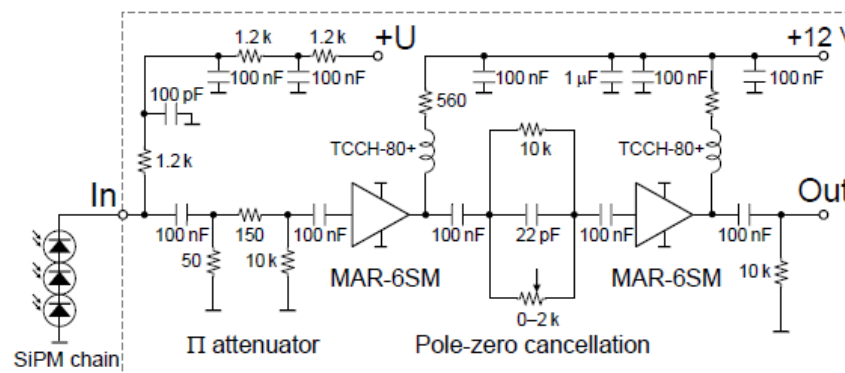 1.2 k 1.2 k +U +12 V
100 nF 100 nF 100 nF 1 μF 100 nF 100 nF
100 pF
560
TCCH-80+ 10 k TCCH-80+
1.2 k
In Out
100 nF 150 100 nF 100 nF 22 pF 100 nF 100 nF
50 10 k MAR-6SM MAR-6SM 10 k
0–2 k
SiPM chain Π attenuator Pole-zero cancellation